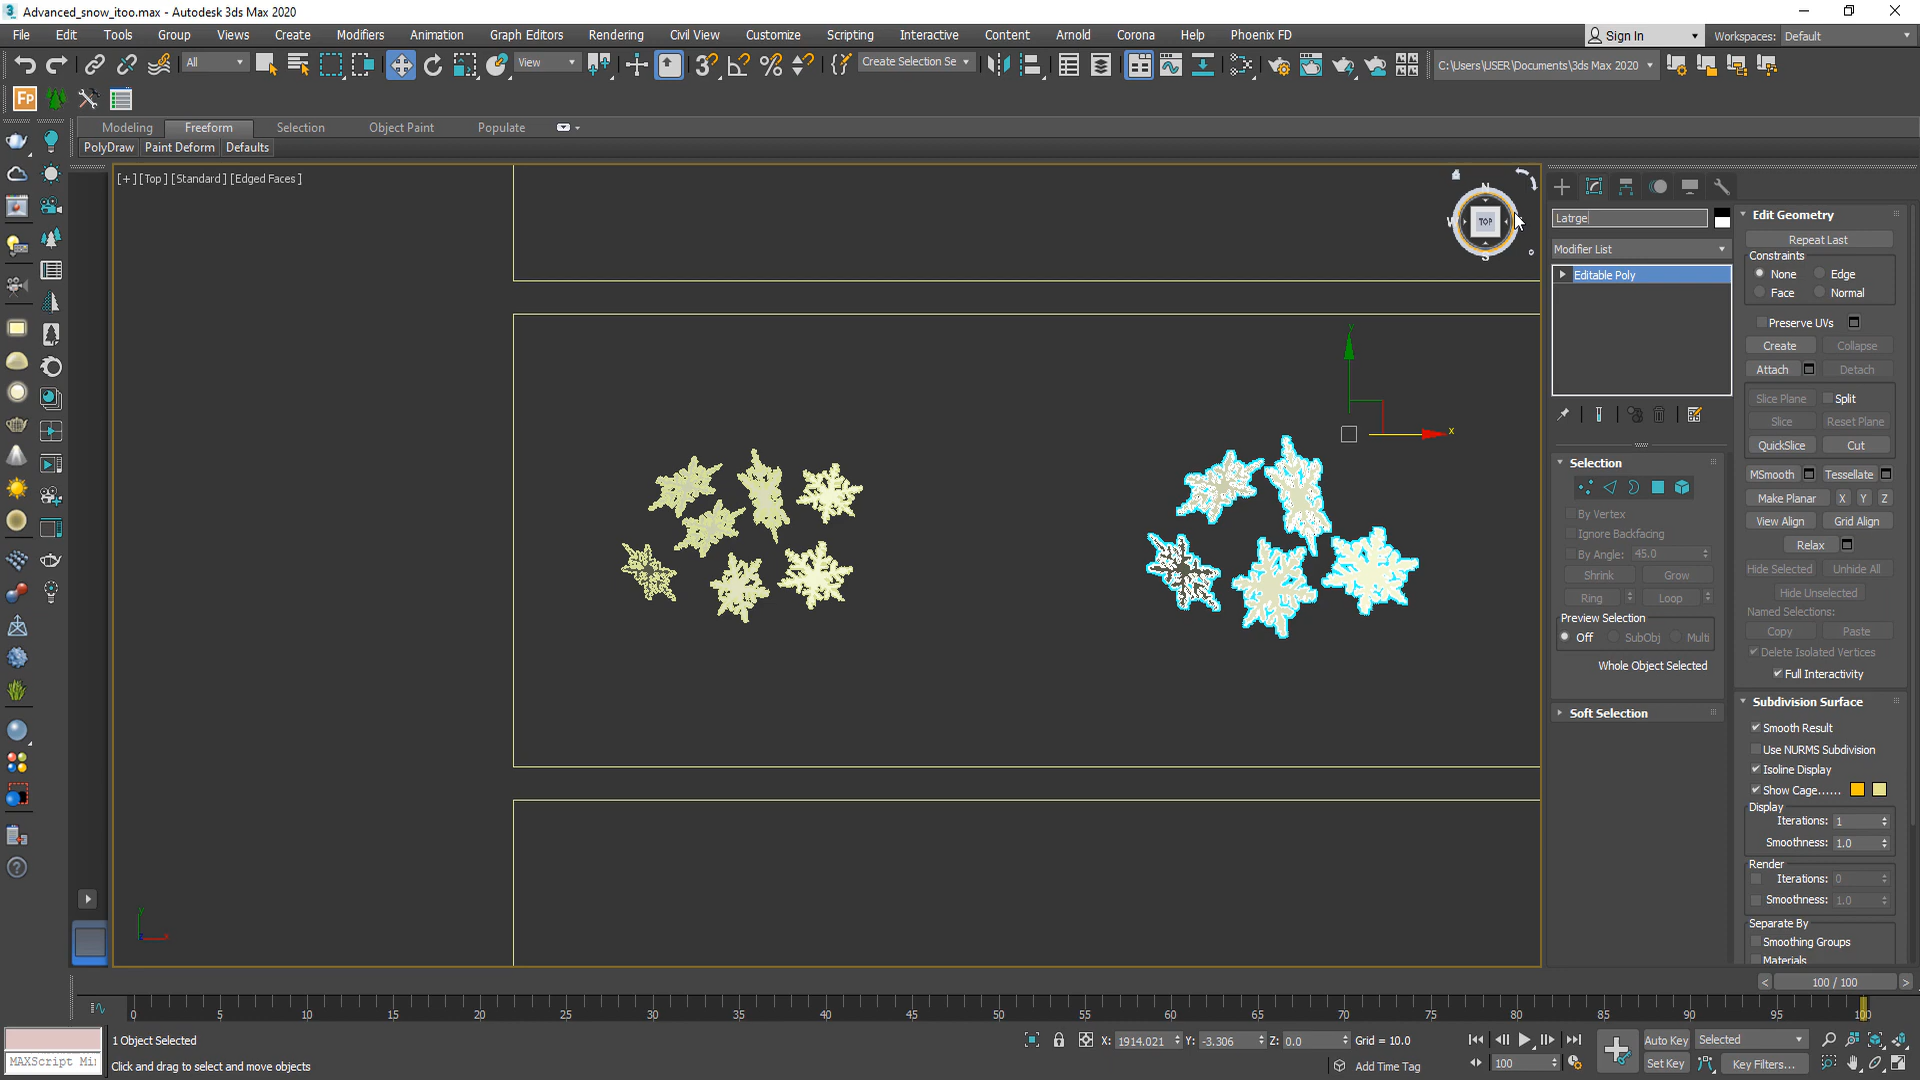 Advanced_snow_itoo.max - Autodesk 3ds Max 2020
File Edit Tools Group Views Create Modifiers Animation Graph Editors Rendering Civil View Customize Scripting Interactive Content Arnold Corona Help Phoenix FD
Sign In Workspaces: Default
All View Create Selection Se C:\Users\USER\Documents\3ds Max 2020
Modeling Freeform Selection Object Paint Populate
PolyDraw Paint Deform Defaults
[+] [Top] [Standard] [Edged Faces]
N
W TOP
S
y
x
Latrge
Modifier List
Editable Poly
Selection
By Vertex
Ignore Backfacing
By Angle: 45.0
Shrink Grow
Ring Loop
Preview Selection
Off SubObj Multi
Whole Object Selected
Soft Selection
Edit Geometry
Repeat Last
Constraints
None Edge
Face Normal
Preserve UVs
Create Collapse
Attach Detach
Slice Plane Split
Slice Reset Plane
QuickSlice Cut
MSmooth Tessellate
Make Planar X Y Z
View Align Grid Align
Relax
Hide Selected Unhide All
Hide Unselected
Named Selections:
Copy Paste
Delete Isolated Vertices
Full Interactivity
Subdivision Surface
Smooth Result
Use NURMS Subdivision
Isoline Display
Show Cage......
Display
Iterations: 1
Smoothness: 1.0
Render
Iterations: 0
Smoothness: 1.0
Separate By
Smoothing Groups
Materials
< 100 / 100 >
0 5 10 15 20 25 30 35 40 45 50 55 60 65 70 75 80 85 90 95 100
1 Object Selected
X: 1914.021 Y: -3.306 Z: 0.0 Grid = 10.0
Auto Key Selected
MAXScript Mi
Click and drag to select and move objects
Add Time Tag
100
Set Key Key Filters...